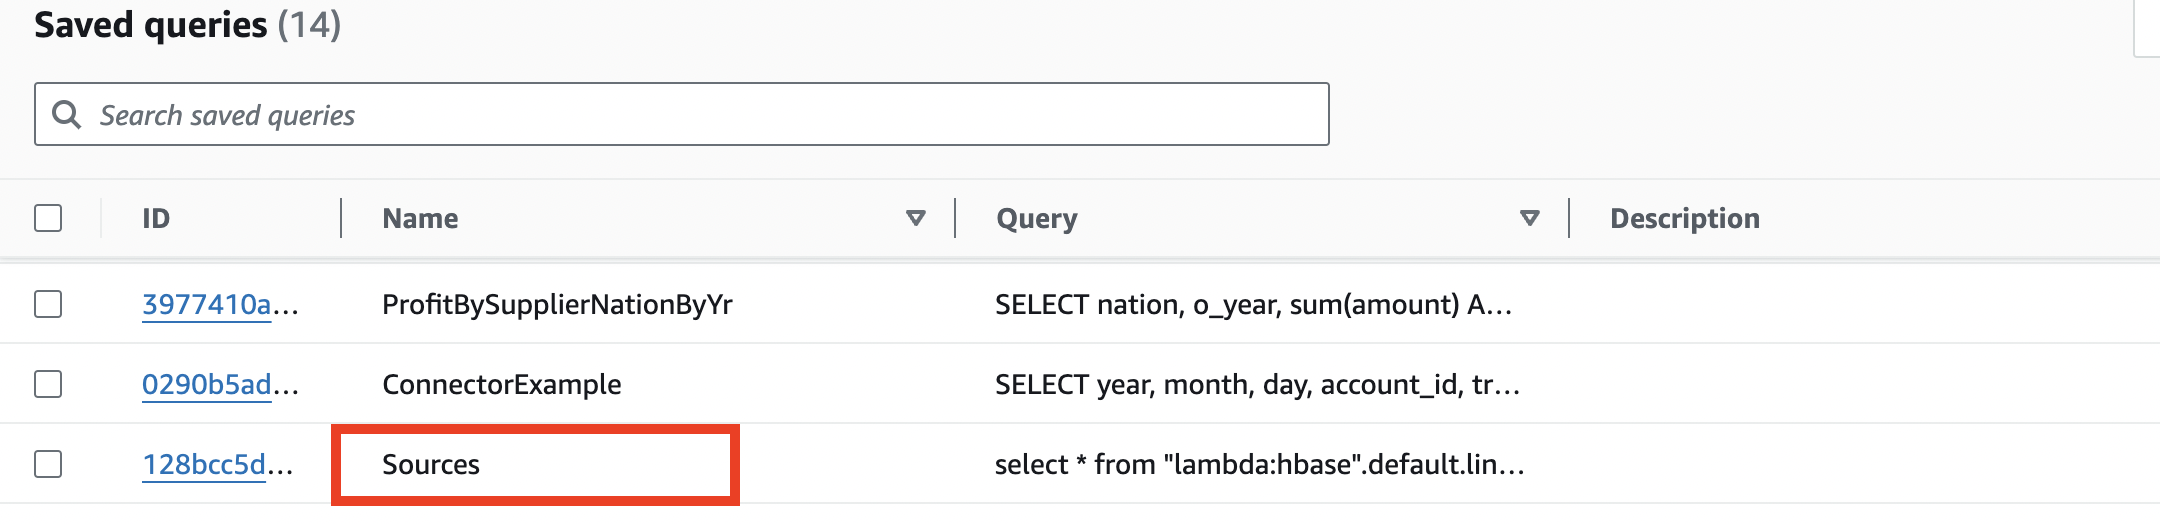 Saved queries (14)
Search saved queries
ID Name Query Description
3977410a... ProfitBySupplierNationByYr SELECT nation, o_year, sum(amount) A...
0290b5ad... ConnectorExample SELECT year, month, day, account_id, tr...
128bcc5d... Sources select * from "lambda:hbase".default.lin...